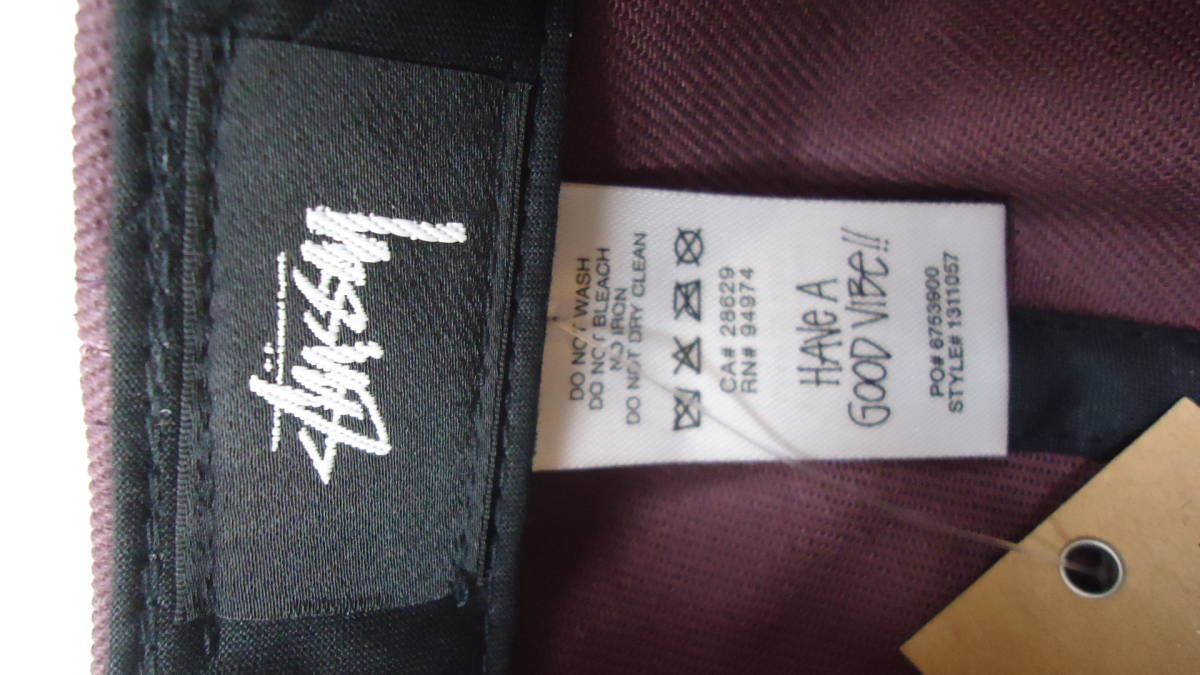 Stüssy
DO NOT WASH
DO NOT BLEACH
NO IRON
DO NOT DRY CLEAN
CA# 28629
RN# 94974
HAVE A
GOOD VIBE!!
PO# 6753900
STYLE# 1311057